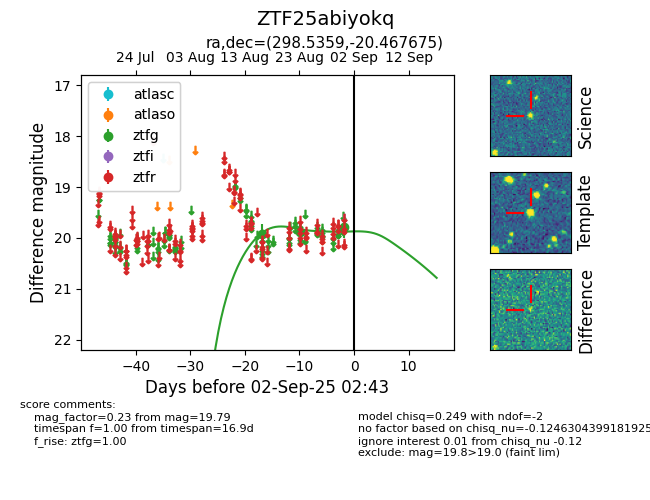 ZTF25abiyokq
ra,dec=(298.5359,-20.467675)
24 Jul 03 Aug 13 Aug 23 Aug 02 Sep 12 Sep
17
18
19
20
21
22
Difference magnitude
atlasc
atlaso
ztfg
ztfi
ztfr
−40 −30 −20 −10 0 10
Days before 02-Sep-25 02:43
Science
Template
Difference
score comments:
mag_factor=0.23 from mag=19.79
timespan f=1.00 from timespan=16.9d
f_rise: ztfg=1.00
model chisq=0.249 with ndof=-2
no factor based on chisq_nu=-0.1246304399181925
ignore interest 0.01 from chisq_nu -0.12
exclude: mag=19.8>19.0 (faint lim)